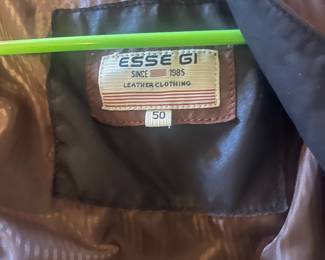 ESSE GI
SINCE 1985
LEATHER CLOTHING
50